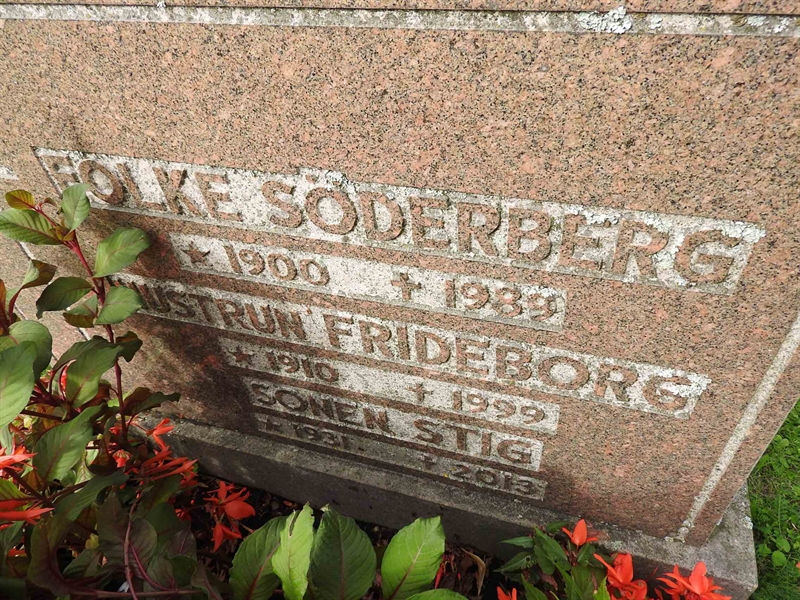 FOLKE SÖDERBERG
★ 1900 ✝ 1989
HUSTRUN FRIDEBORG
★ 1910 ✝ 1999
SONEN STIG
★ 1931 ✝ 2013